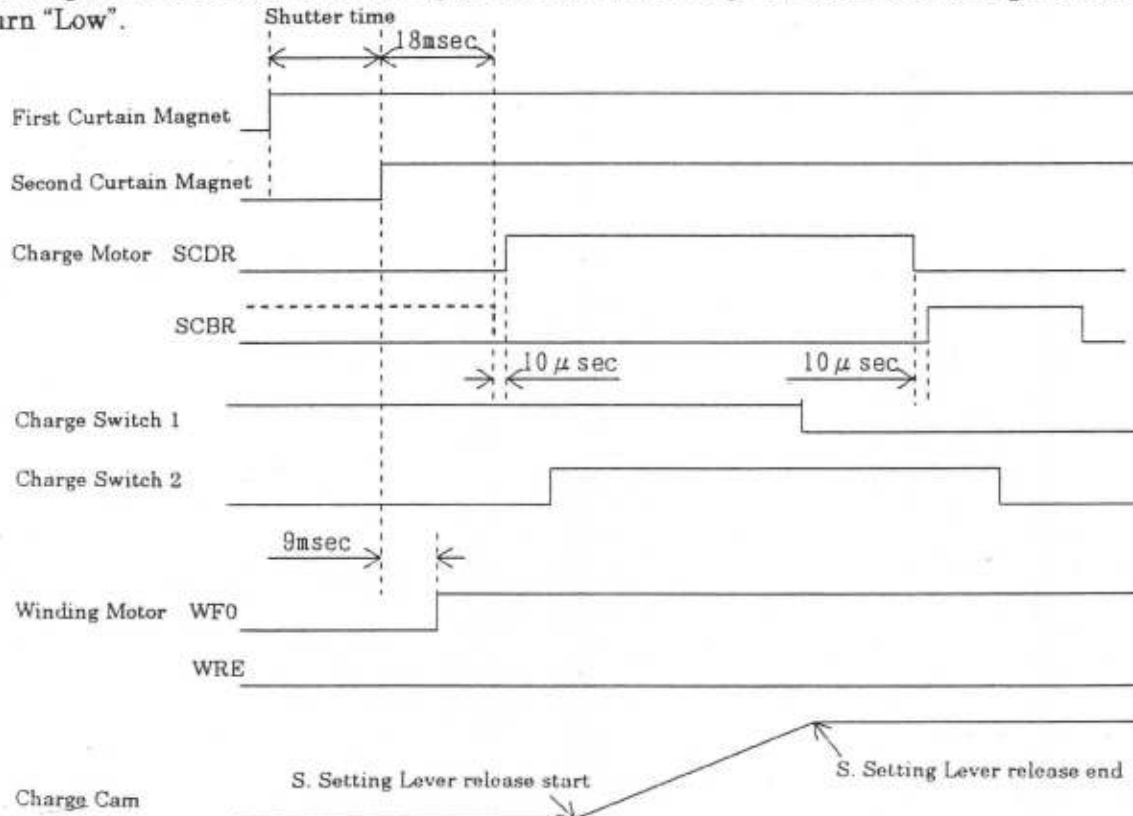 urn “Low”.
Shutter time
18msec
First Curtain Magnet
Second Curtain Magnet
Charge Motor SCDR
SCBR
10 μ sec
10 μ sec
Charge Switch 1
Charge Switch 2
9msec
Winding Motor WF0
WRE
S. Setting Lever release start
S. Setting Lever release end
Charge Cam